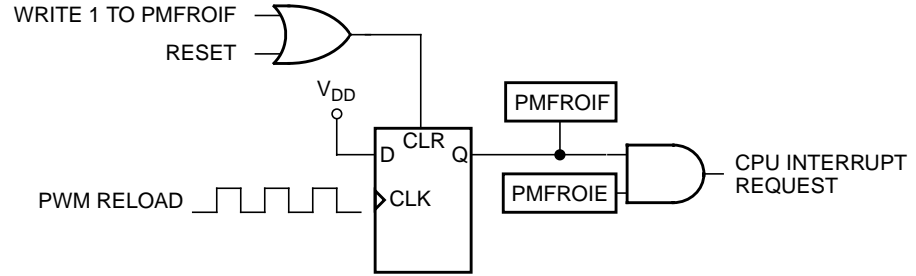 WRITE 1 TO PMFROIF
RESET
VDD
PMFROIF
D
CLR
Q
CPU INTERRUPT
REQUEST
PWM RELOAD
CLK
PMFROIE